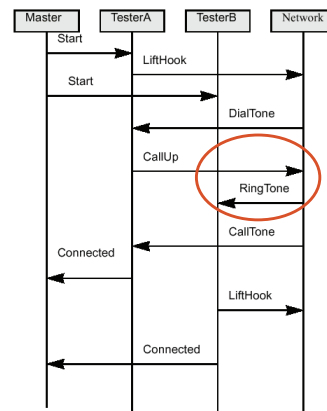 Master TesterA TesterB Network
Start
LiftHook
Start
DialTone
CallUp
RingTone
CallTone
Connected
LiftHook
Connected